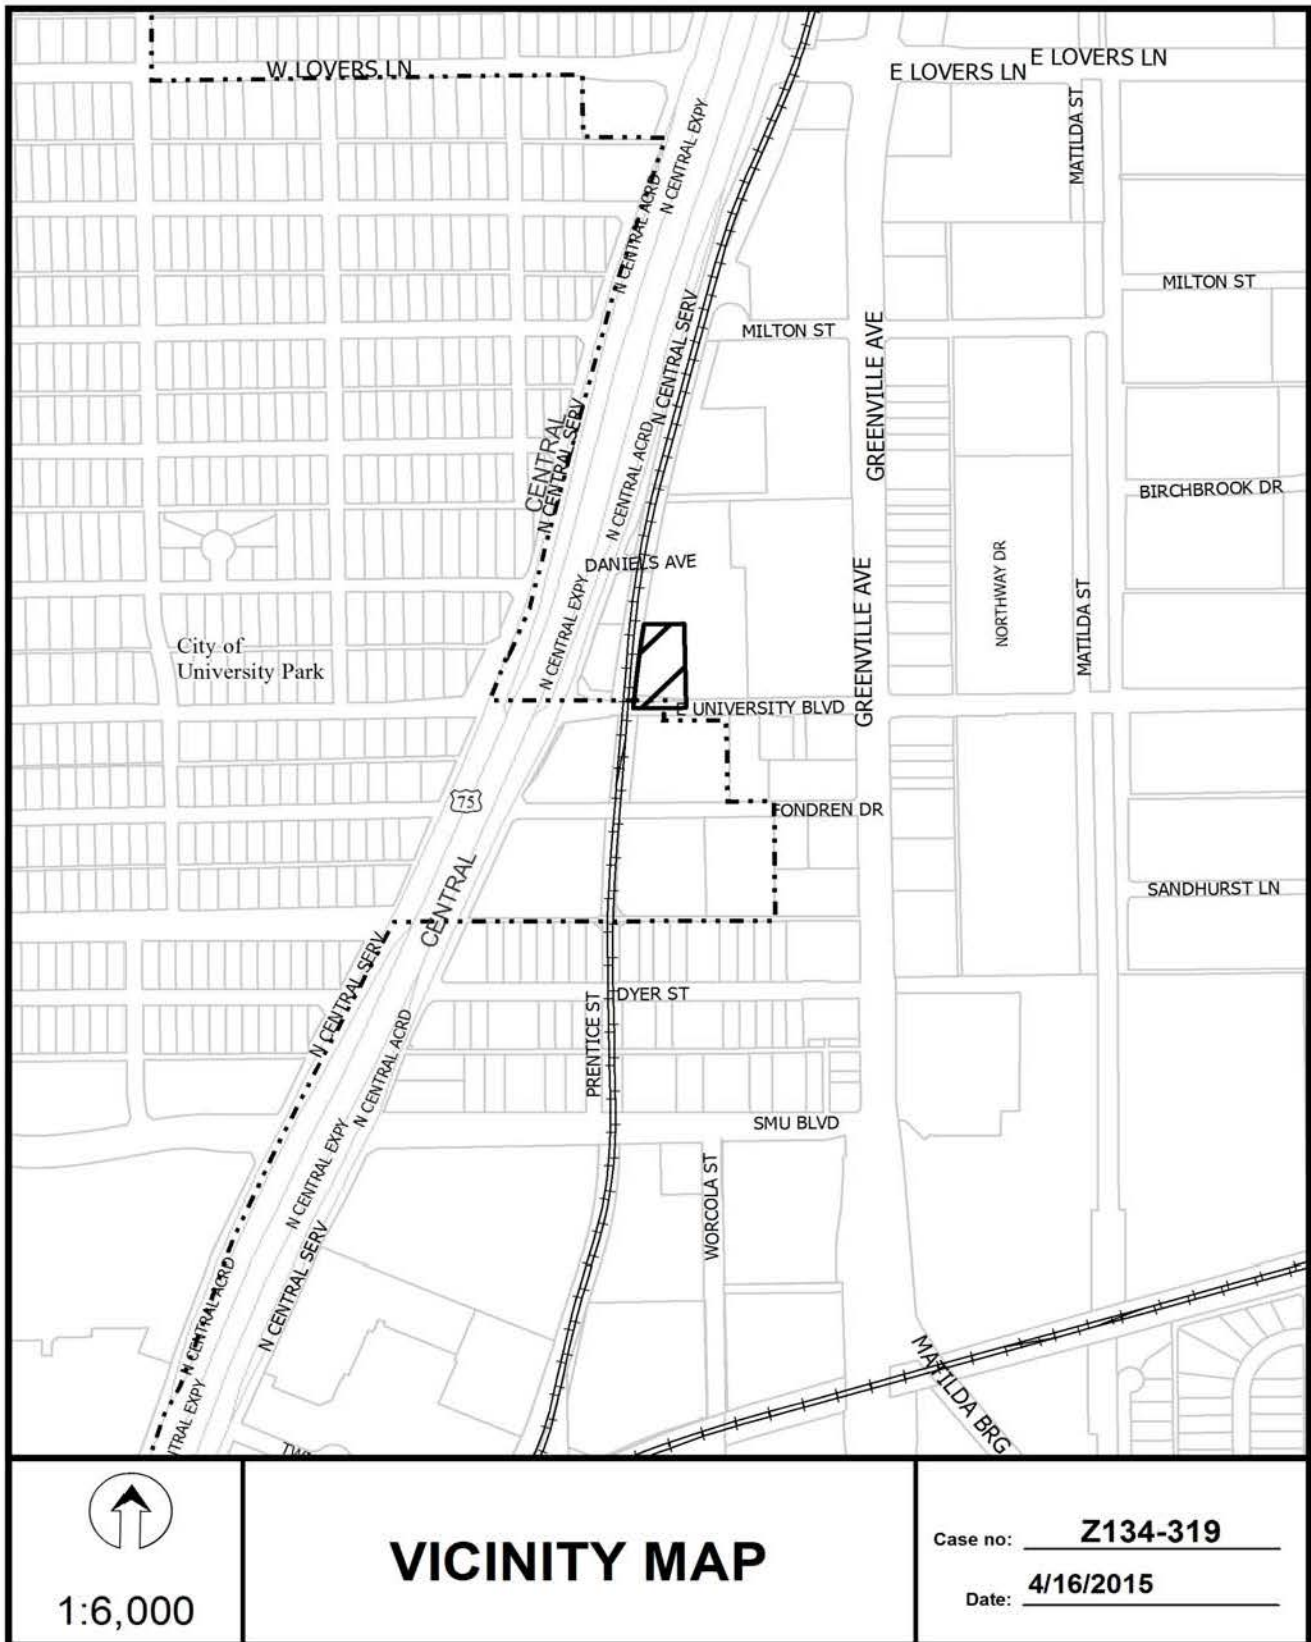 W LOVERS LN
E LOVERS LN
E LOVERS LN
MATILDA ST
N CENTRAL EXPY
N CENTRAL ACRD
MILTON ST
MILTON ST
N CENTRAL SERV
GREENVILLE AVE
CENTRAL
N CENTRAL SERV
N CENTRAL ACRD
BIRCHBROOK DR
DANIELS AVE
N CENTRAL EXPY
GREENVILLE AVE
NORTHWAY DR
MATILDA ST
City of
University Park
E UNIVERSITY BLVD
75
FONDREN DR
CENTRAL
SANDHURST LN
N CENTRAL SERV
DYER ST
PRENTICE ST
N CENTRAL ACRD
SMU BLVD
N CENTRAL EXPY
WORCOLA ST
N CENTRAL SERV
N CENTRAL ACRD
MATILDA BRG
NTRAL EXPY
1:6,000
VICINITY MAP
Case no: Z134-319
Date: 4/16/2015